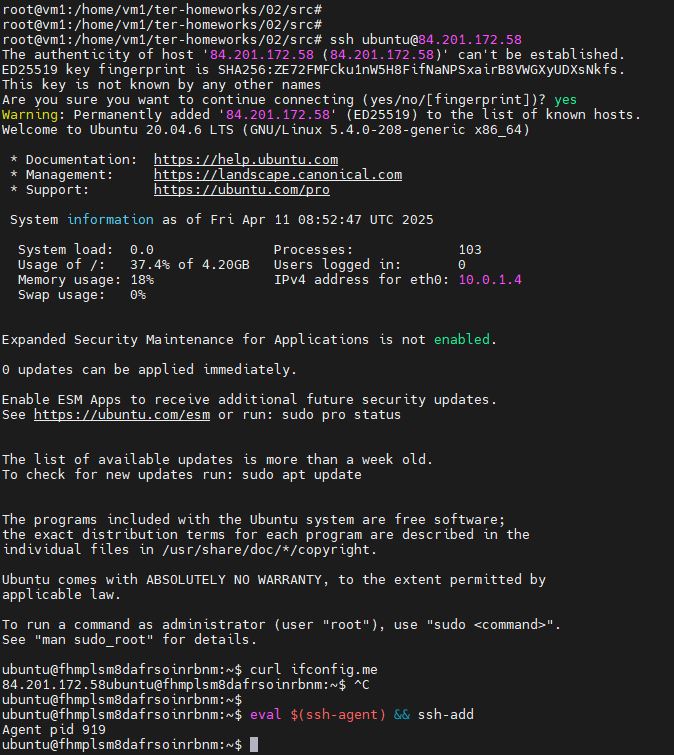 root@vm1:/home/vm1/ter-homeworks/02/src#
root@vm1:/home/vm1/ter-homeworks/02/src#
root@vm1:/home/vm1/ter-homeworks/02/src# ssh ubuntu@84.201.172.58
The authenticity of host '84.201.172.58 (84.201.172.58)' can't be established.
ED25519 key fingerprint is SHA256:ZE72FMFCku1nW5H8FifNaNPSxairB8VWGXyUDXsNkfs.
This key is not known by any other names
Are you sure you want to continue connecting (yes/no/[fingerprint])? yes
Warning: Permanently added '84.201.172.58' (ED25519) to the list of known hosts.
Welcome to Ubuntu 20.04.6 LTS (GNU/Linux 5.4.0-208-generic x86_64)
* Documentation:  https://help.ubuntu.com
* Management:     https://landscape.canonical.com
* Support:        https://ubuntu.com/pro
System information as of Fri Apr 11 08:52:47 UTC 2025
System load:  0.0               Processes:             103
Usage of /:   37.4% of 4.20GB   Users logged in:       0
Memory usage: 18%               IPv4 address for eth0: 10.0.1.4
Swap usage:   0%
Expanded Security Maintenance for Applications is not enabled.
0 updates can be applied immediately.
Enable ESM Apps to receive additional future security updates.
See https://ubuntu.com/esm or run: sudo pro status
The list of available updates is more than a week old.
To check for new updates run: sudo apt update
The programs included with the Ubuntu system are free software;
the exact distribution terms for each program are described in the
individual files in /usr/share/doc/*/copyright.
Ubuntu comes with ABSOLUTELY NO WARRANTY, to the extent permitted by
applicable law.
To run a command as administrator (user "root"), use "sudo <command>".
See "man sudo_root" for details.
ubuntu@fhmplsm8dafrsoinrbnm:~$ curl ifconfig.me
84.201.172.58ubuntu@fhmplsm8dafrsoinrbnm:~$ ^C
ubuntu@fhmplsm8dafrsoinrbnm:~$
ubuntu@fhmplsm8dafrsoinrbnm:~$ eval $(ssh-agent) && ssh-add
Agent pid 919
ubuntu@fhmplsm8dafrsoinrbnm:~$